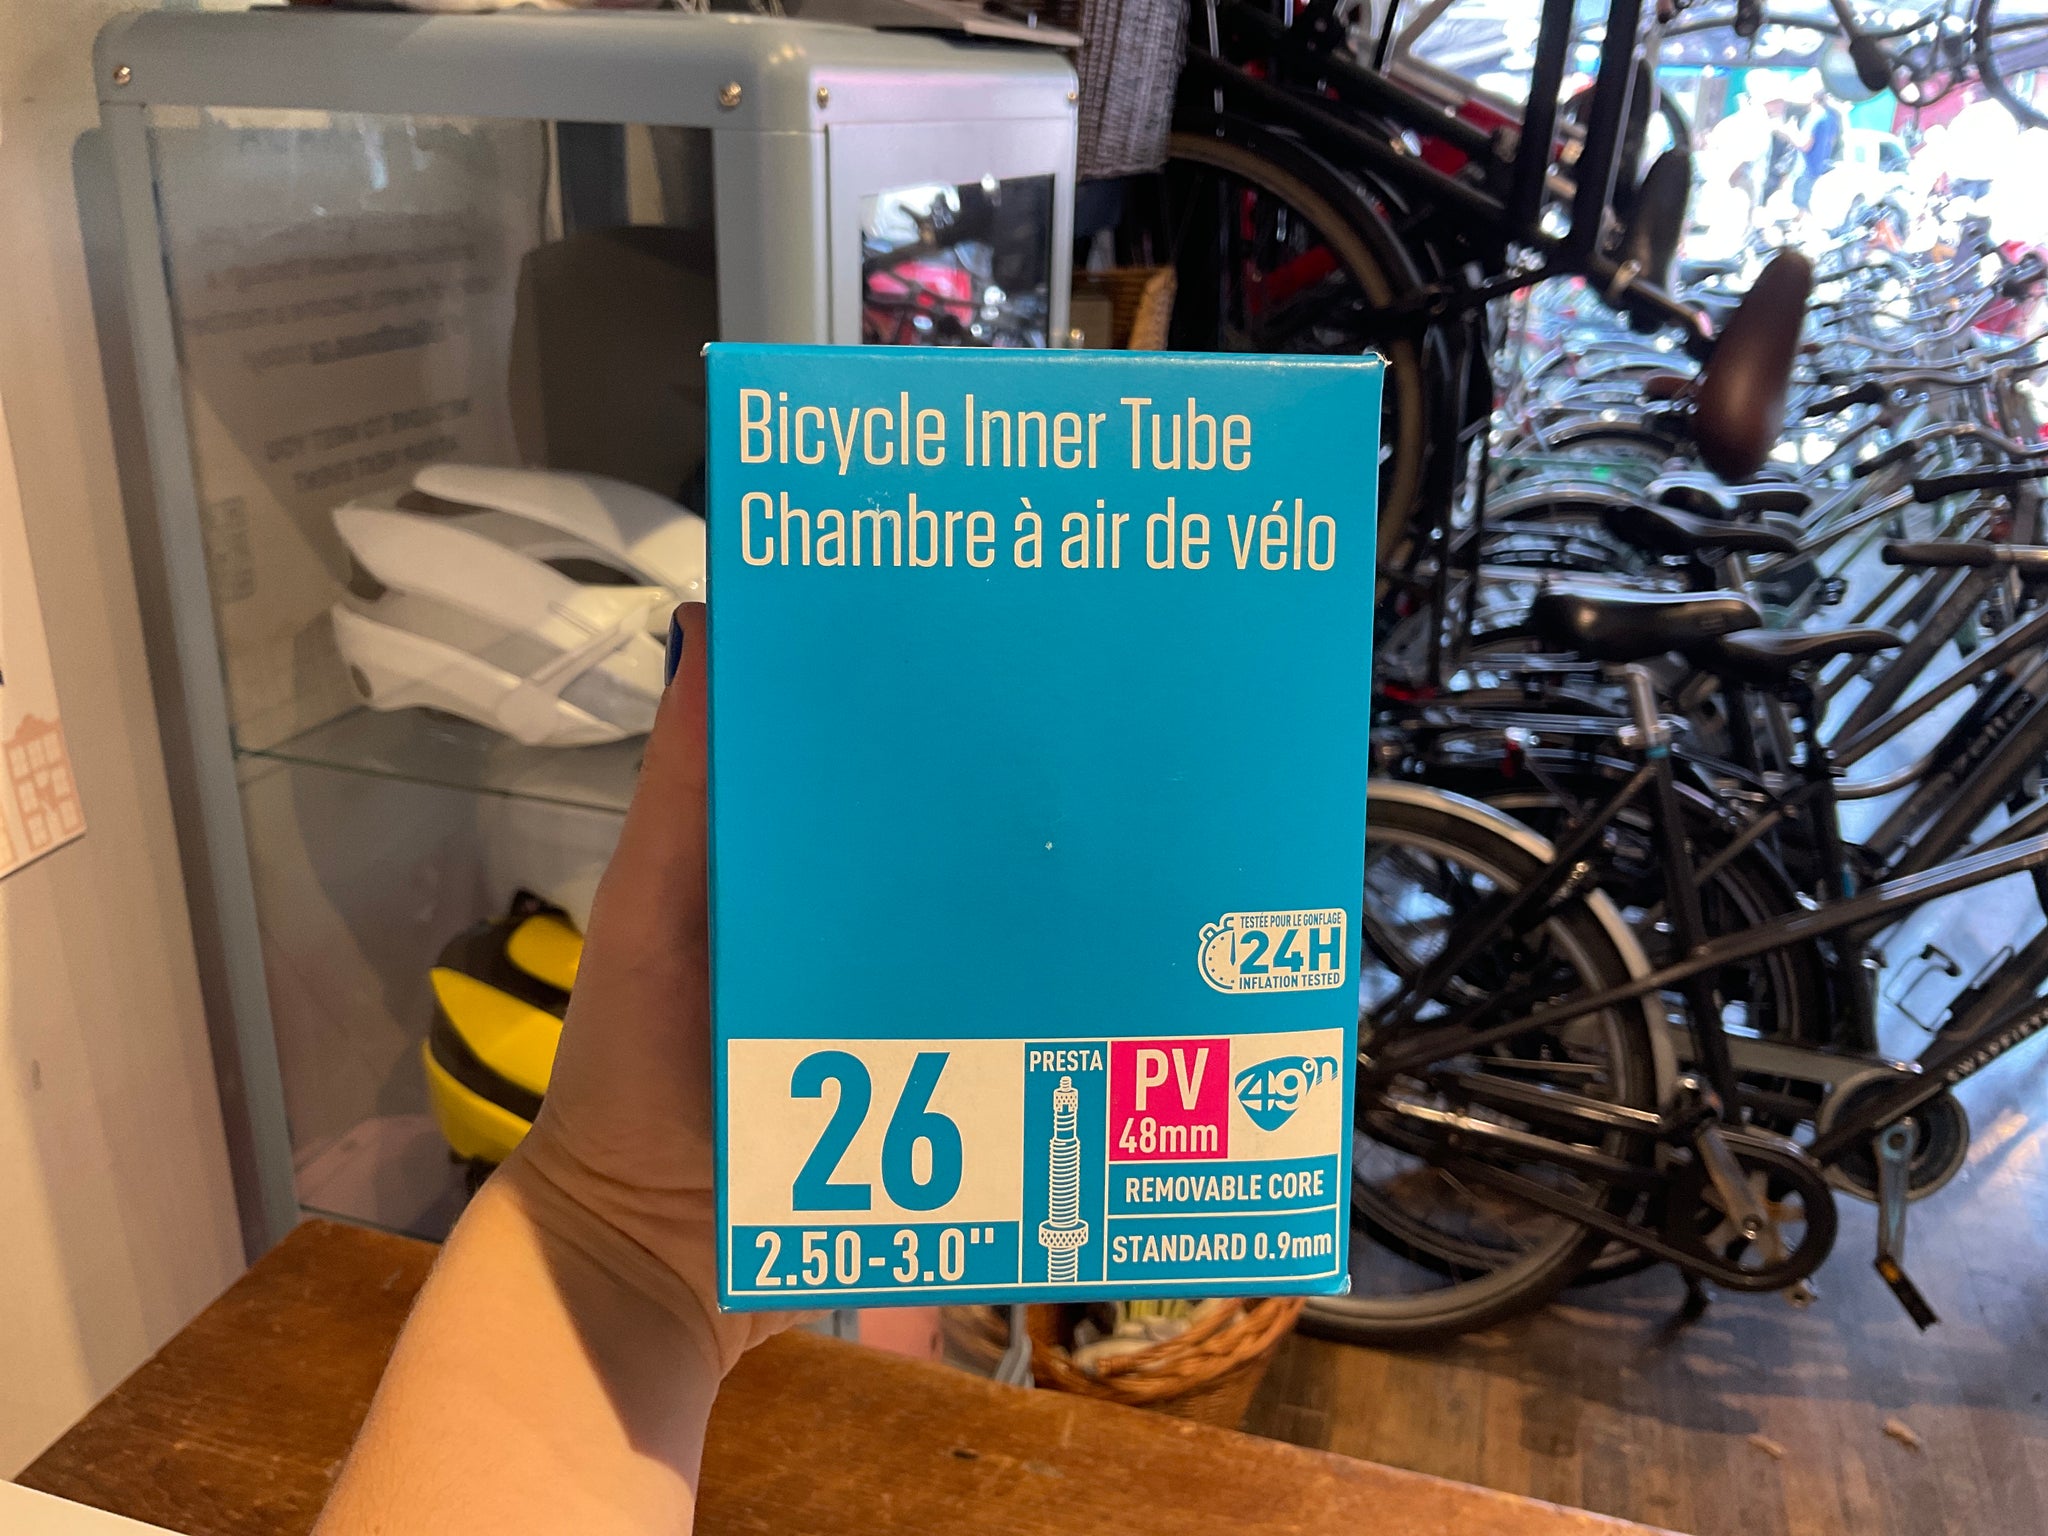 Bicycle Inner Tube
Chambre à air de vélo
TESTÉE POUR LE GONFLAGE
24H
INFLATION TESTED
26
2.50-3.0"
PRESTA
PV
48mm
49°n
REMOVABLE CORE
STANDARD 0.9mm